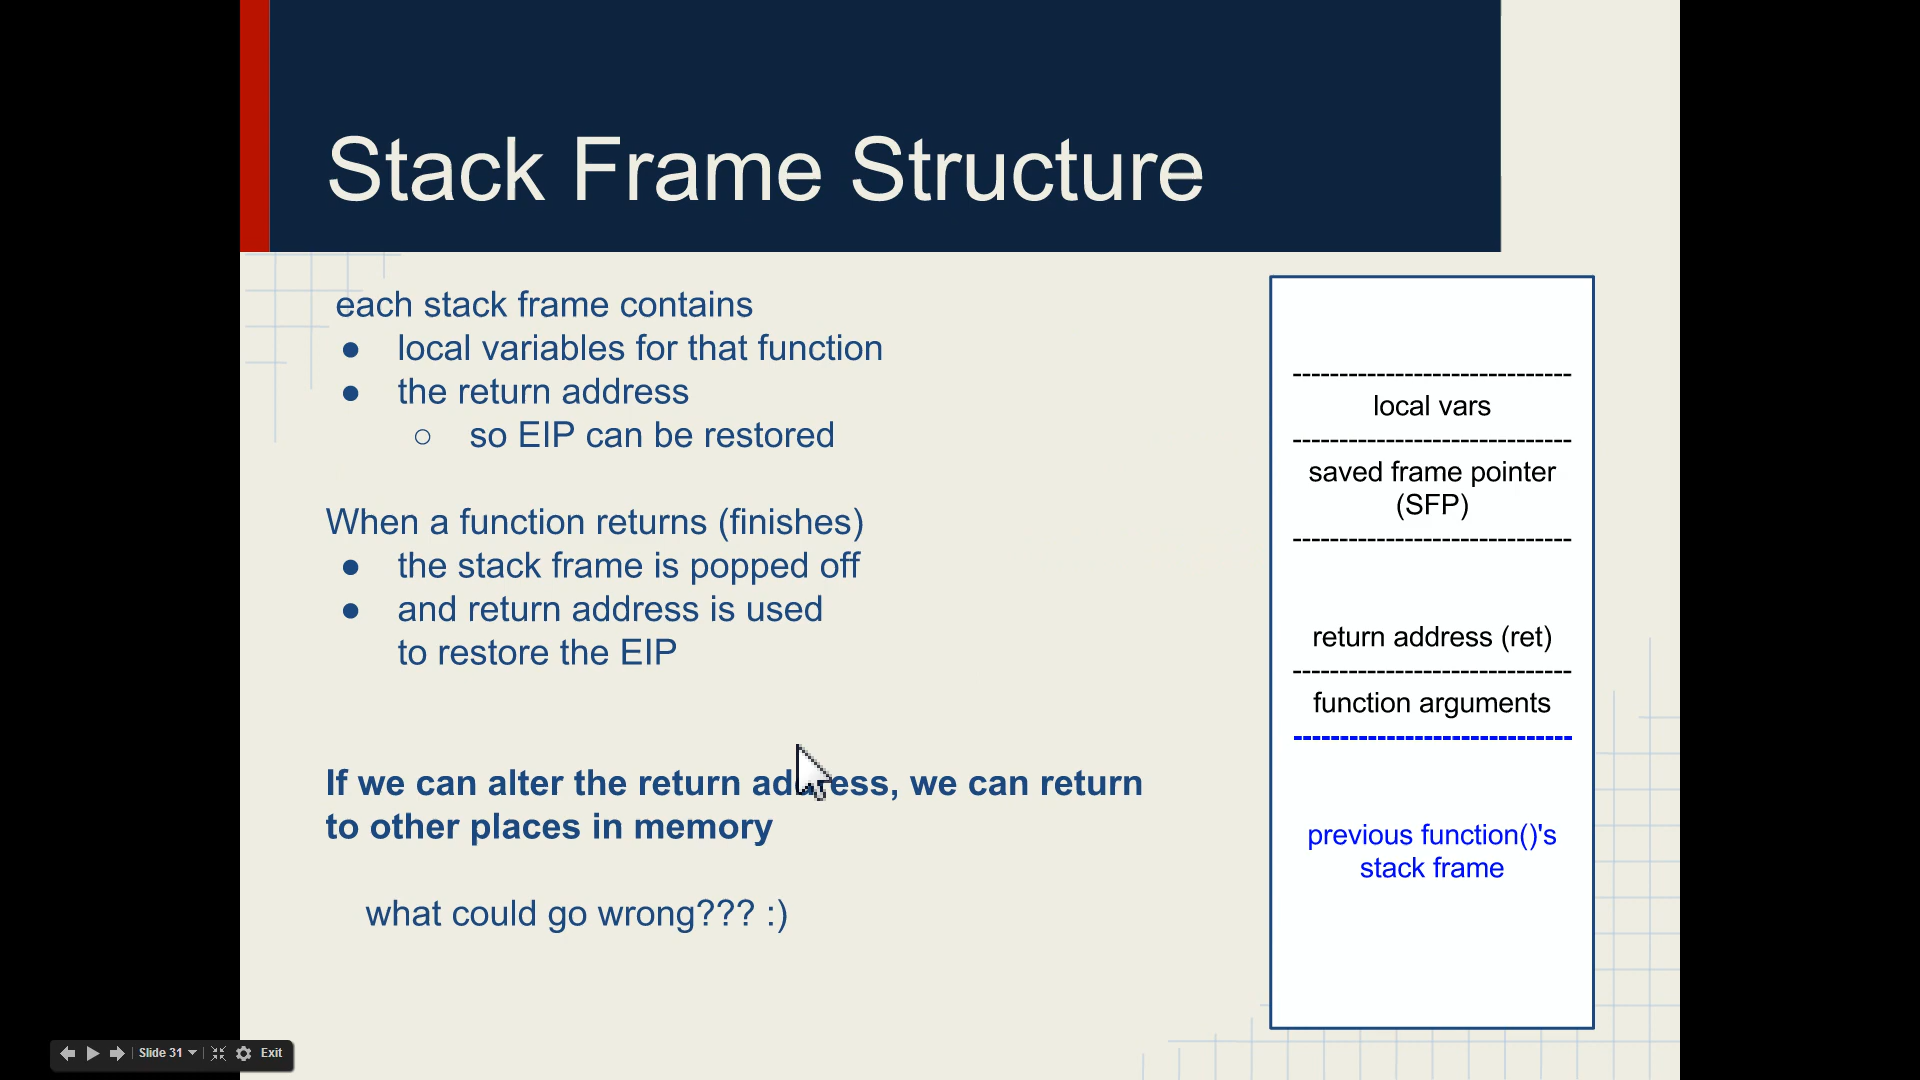 Stack Frame Structure
each stack frame contains
● local variables for that function
● the return address
○ so EIP can be restored
When a function returns (finishes)
● the stack frame is popped off
● and return address is used
to restore the EIP
If we can alter the return address, we can return
to other places in memory
what could go wrong??? :)
------------------------------
local vars
------------------------------
saved frame pointer
(SFP)
------------------------------
return address (ret)
------------------------------
function arguments
------------------------------
previous function()'s
stack frame
Slide 31
Exit